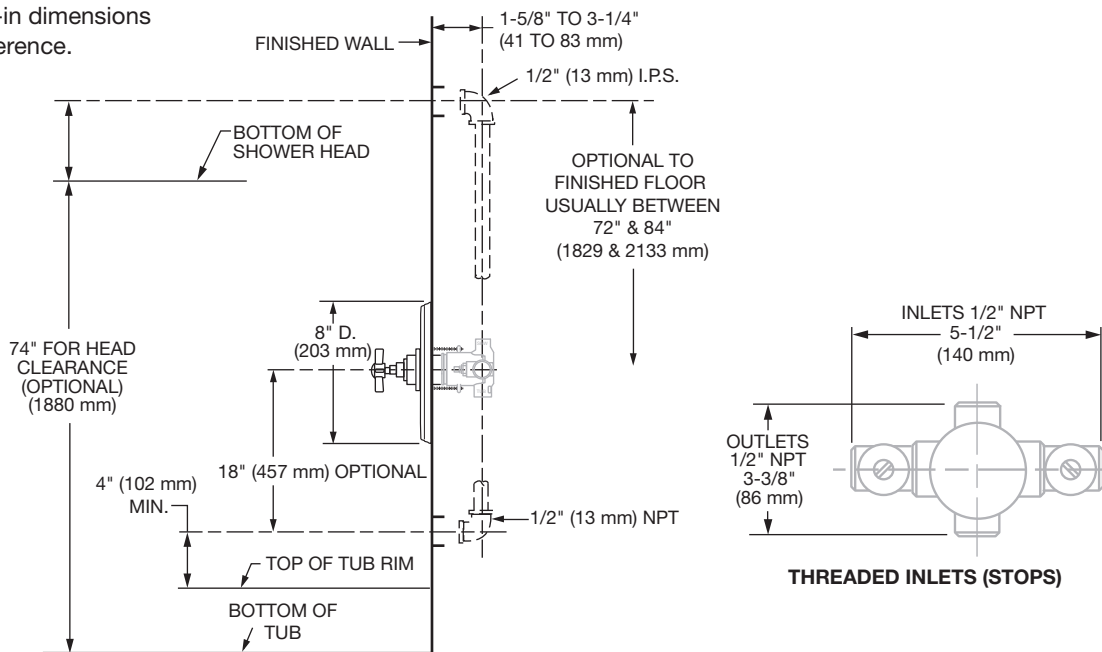 -in dimensions
erence.
FINISHED WALL
1-5/8" TO 3-1/4"
(41 TO 83 mm)
1/2" (13 mm) I.P.S.
BOTTOM OF
SHOWER HEAD
OPTIONAL TO
FINISHED FLOOR
USUALLY BETWEEN
72" & 84"
(1829 & 2133 mm)
8" D.
(203 mm)
74" FOR HEAD
CLEARANCE
(OPTIONAL)
(1880 mm)
18" (457 mm) OPTIONAL
4" (102 mm)
MIN.
1/2" (13 mm) NPT
TOP OF TUB RIM
BOTTOM OF
TUB
INLETS 1/2" NPT
5-1/2"
(140 mm)
OUTLETS
1/2" NPT
3-3/8"
(86 mm)
THREADED INLETS (STOPS)